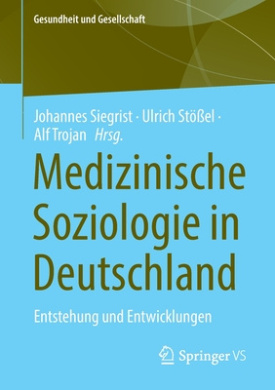 Gesundheit und Gesellschaft
Johannes Siegrist · Ulrich Stößel ·
Alf Trojan Hrsg.
Medizinische
Soziologie in
Deutschland
Entstehung und Entwicklungen
Springer VS